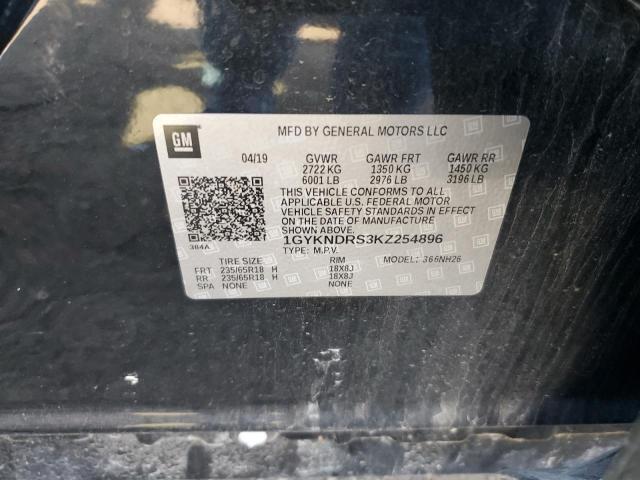 GM
MFD BY GENERAL MOTORS LLC
04/19 GVWR GAWR FRT GAWR RR
2722 KG 1350 KG 1450 KG
6001 LB 2976 LB 3196 LB
THIS VEHICLE CONFORMS TO ALL
APPLICABLE U.S. FEDERAL MOTOR
VEHICLE SAFETY STANDARDS IN EFFECT
ON THE DATE OF MANUFACTURE
SHOWN ABOVE.
384A
1GYKNDRS3KZ254896
TYPE: M.P.V. MODEL: 366NH26
TIRE SIZE RIM
FRT 235/65R18 H 18X8J
RR 235/65R18 H 18X8J
SPA NONE NONE